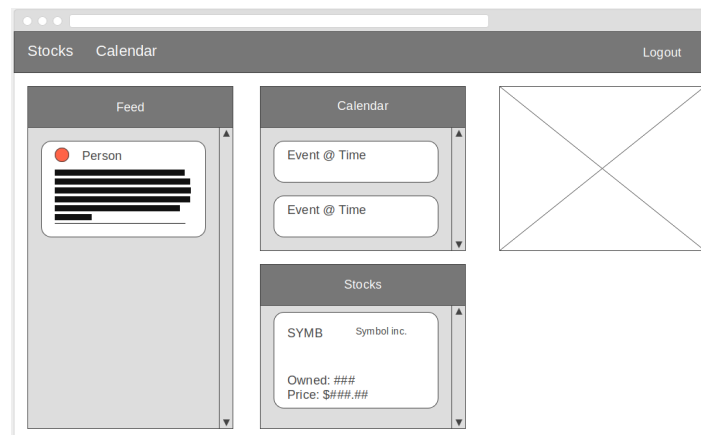 Stocks
Calendar
Logout
Feed
Person
Calendar
Event @ Time
Event @ Time
Stocks
SYMB
Symbol inc.
Owned: ###
Price: $###.##